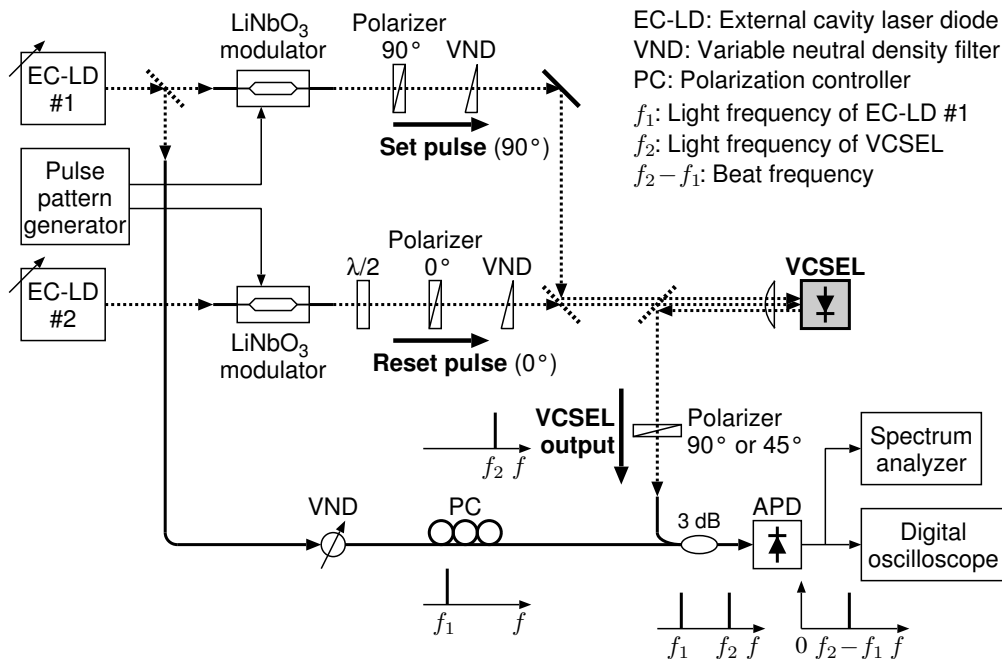 EC-LD
#1
LiNbO3
modulator
Polarizer
90°
VND
Set pulse (90°)
EC-LD: External cavity laser diode
VND: Variable neutral density filter
PC: Polarization controller
f1: Light frequency of EC-LD #1
f2: Light frequency of VCSEL
f2−f1: Beat frequency
Pulse
pattern
generator
EC-LD
#2
λ/2
Polarizer
0°
VND
LiNbO3
modulator
Reset pulse (0°)
VCSEL
VCSEL
output
Polarizer
90° or 45°
f2 f
Spectrum
analyzer
VND
PC
3 dB
APD
Digital
oscilloscope
f1 f
f1 f2 f
0 f2−f1 f